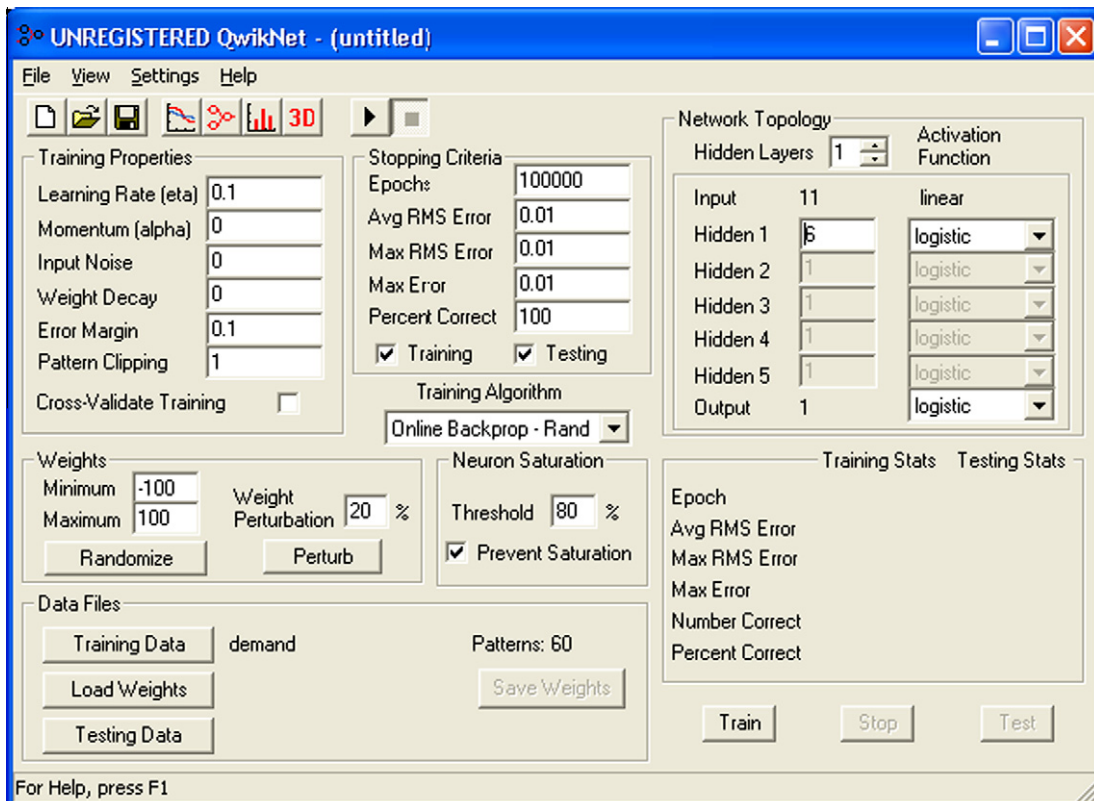 UNREGISTERED QwikNet - (untitled)
File View Settings Help
3D
Training Properties
Learning Rate (eta) 0.1
Momentum (alpha) 0
Input Noise 0
Weight Decay 0
Error Margin 0.1
Pattern Clipping 1
Cross-Validate Training
Stopping Criteria
Epochs 100000
Avg RMS Error 0.01
Max RMS Error 0.01
Max Error 0.01
Percent Correct 100
Training Testing
Training Algorithm
Online Backprop - Rand
Network Topology
Hidden Layers 1
Activation
Function
Input 11 linear
Hidden 1 6 logistic
Hidden 2 1 logistic
Hidden 3 1 logistic
Hidden 4 1 logistic
Hidden 5 1 logistic
Output 1 logistic
Weights
Minimum -100
Maximum 100
Randomize
Weight
Perturbation 20 %
Perturb
Neuron Saturation
Threshold 80 %
Prevent Saturation
Training Stats Testing Stats
Epoch
Avg RMS Error
Max RMS Error
Max Error
Number Correct
Percent Correct
Data Files
Training Data demand Patterns: 60
Load Weights Save Weights
Testing Data
Train Stop Test
For Help, press F1